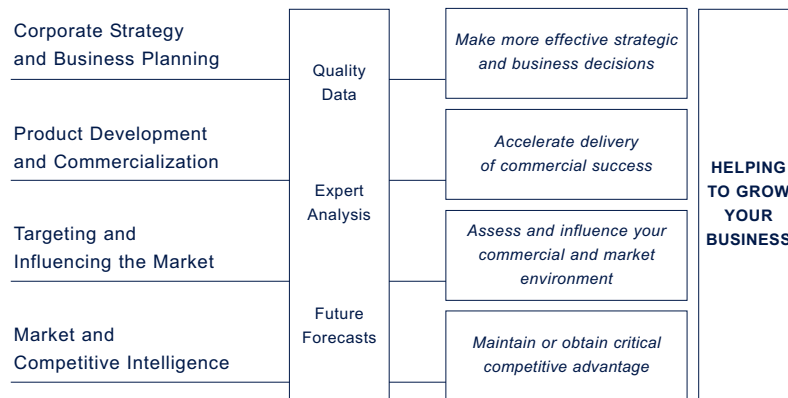 Corporate Strategy
and Business Planning
Product Development
and Commercialization
Targeting and
Influencing the Market
Market and
Competitive Intelligence
Quality
Data
Expert
Analysis
Future
Forecasts
Make more effective strategic
and business decisions
Accelerate delivery
of commercial success
Assess and influence your
commercial and market
environment
Maintain or obtain critical
competitive advantage
HELPING
TO GROW
YOUR
BUSINESS